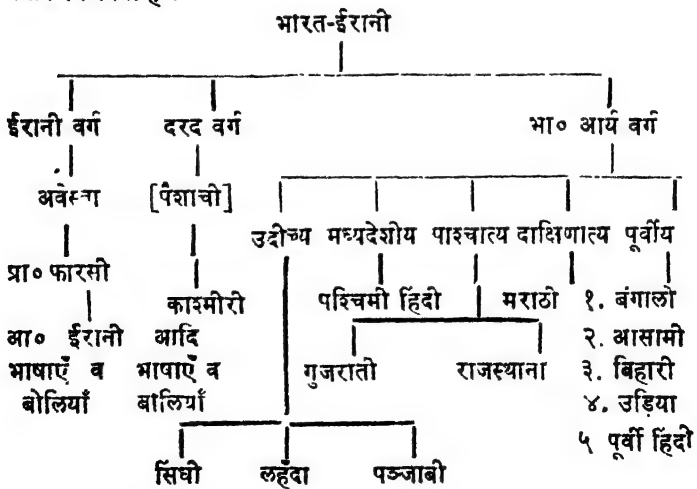 भारत-ईरानी
ईरानी वर्ग दरद वर्ग भा० आर्य वर्ग
अवेस्ता [पैशाची]
उदीच्य मध्यदेशीय पाश्चात्य दाक्षिणात्य पूर्वीय
प्रा० फारसी
काश्मीरी पश्चिमी हिंदी मराठी १. बंगालो
आ० ईरानी आदि २. आसामी
भाषाएँ व भाषाएँ व गुजराती राजस्थाना ३. बिहारी
बोलियाँ बालियाँ ४. उड़िया
५ पूर्वी हिंदी
सिंघी लहँदा पञ्जाबी